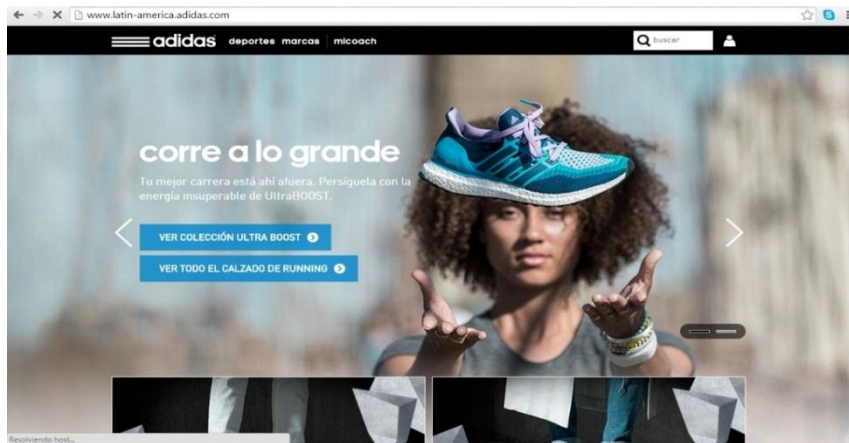 www.latin-america.adidas.com
adidas deportes marcas micoach buscar
corre a lo grande
Tu mejor carrera está ahí afuera. Persíguela con la
energía insuperable de UltraBOOST.
VER COLECCIÓN ULTRA BOOST
VER TODO EL CALZADO DE RUNNING
Resolviendo host...